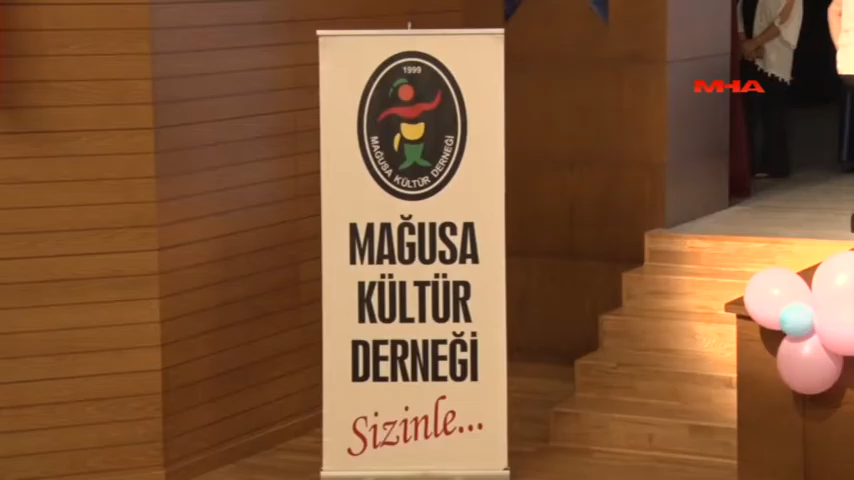 MHA
1999
MAĞUSA KÜLTÜR DERNEĞİ
MAĞUSA
KÜLTÜR
DERNEĞİ
Sizinle...